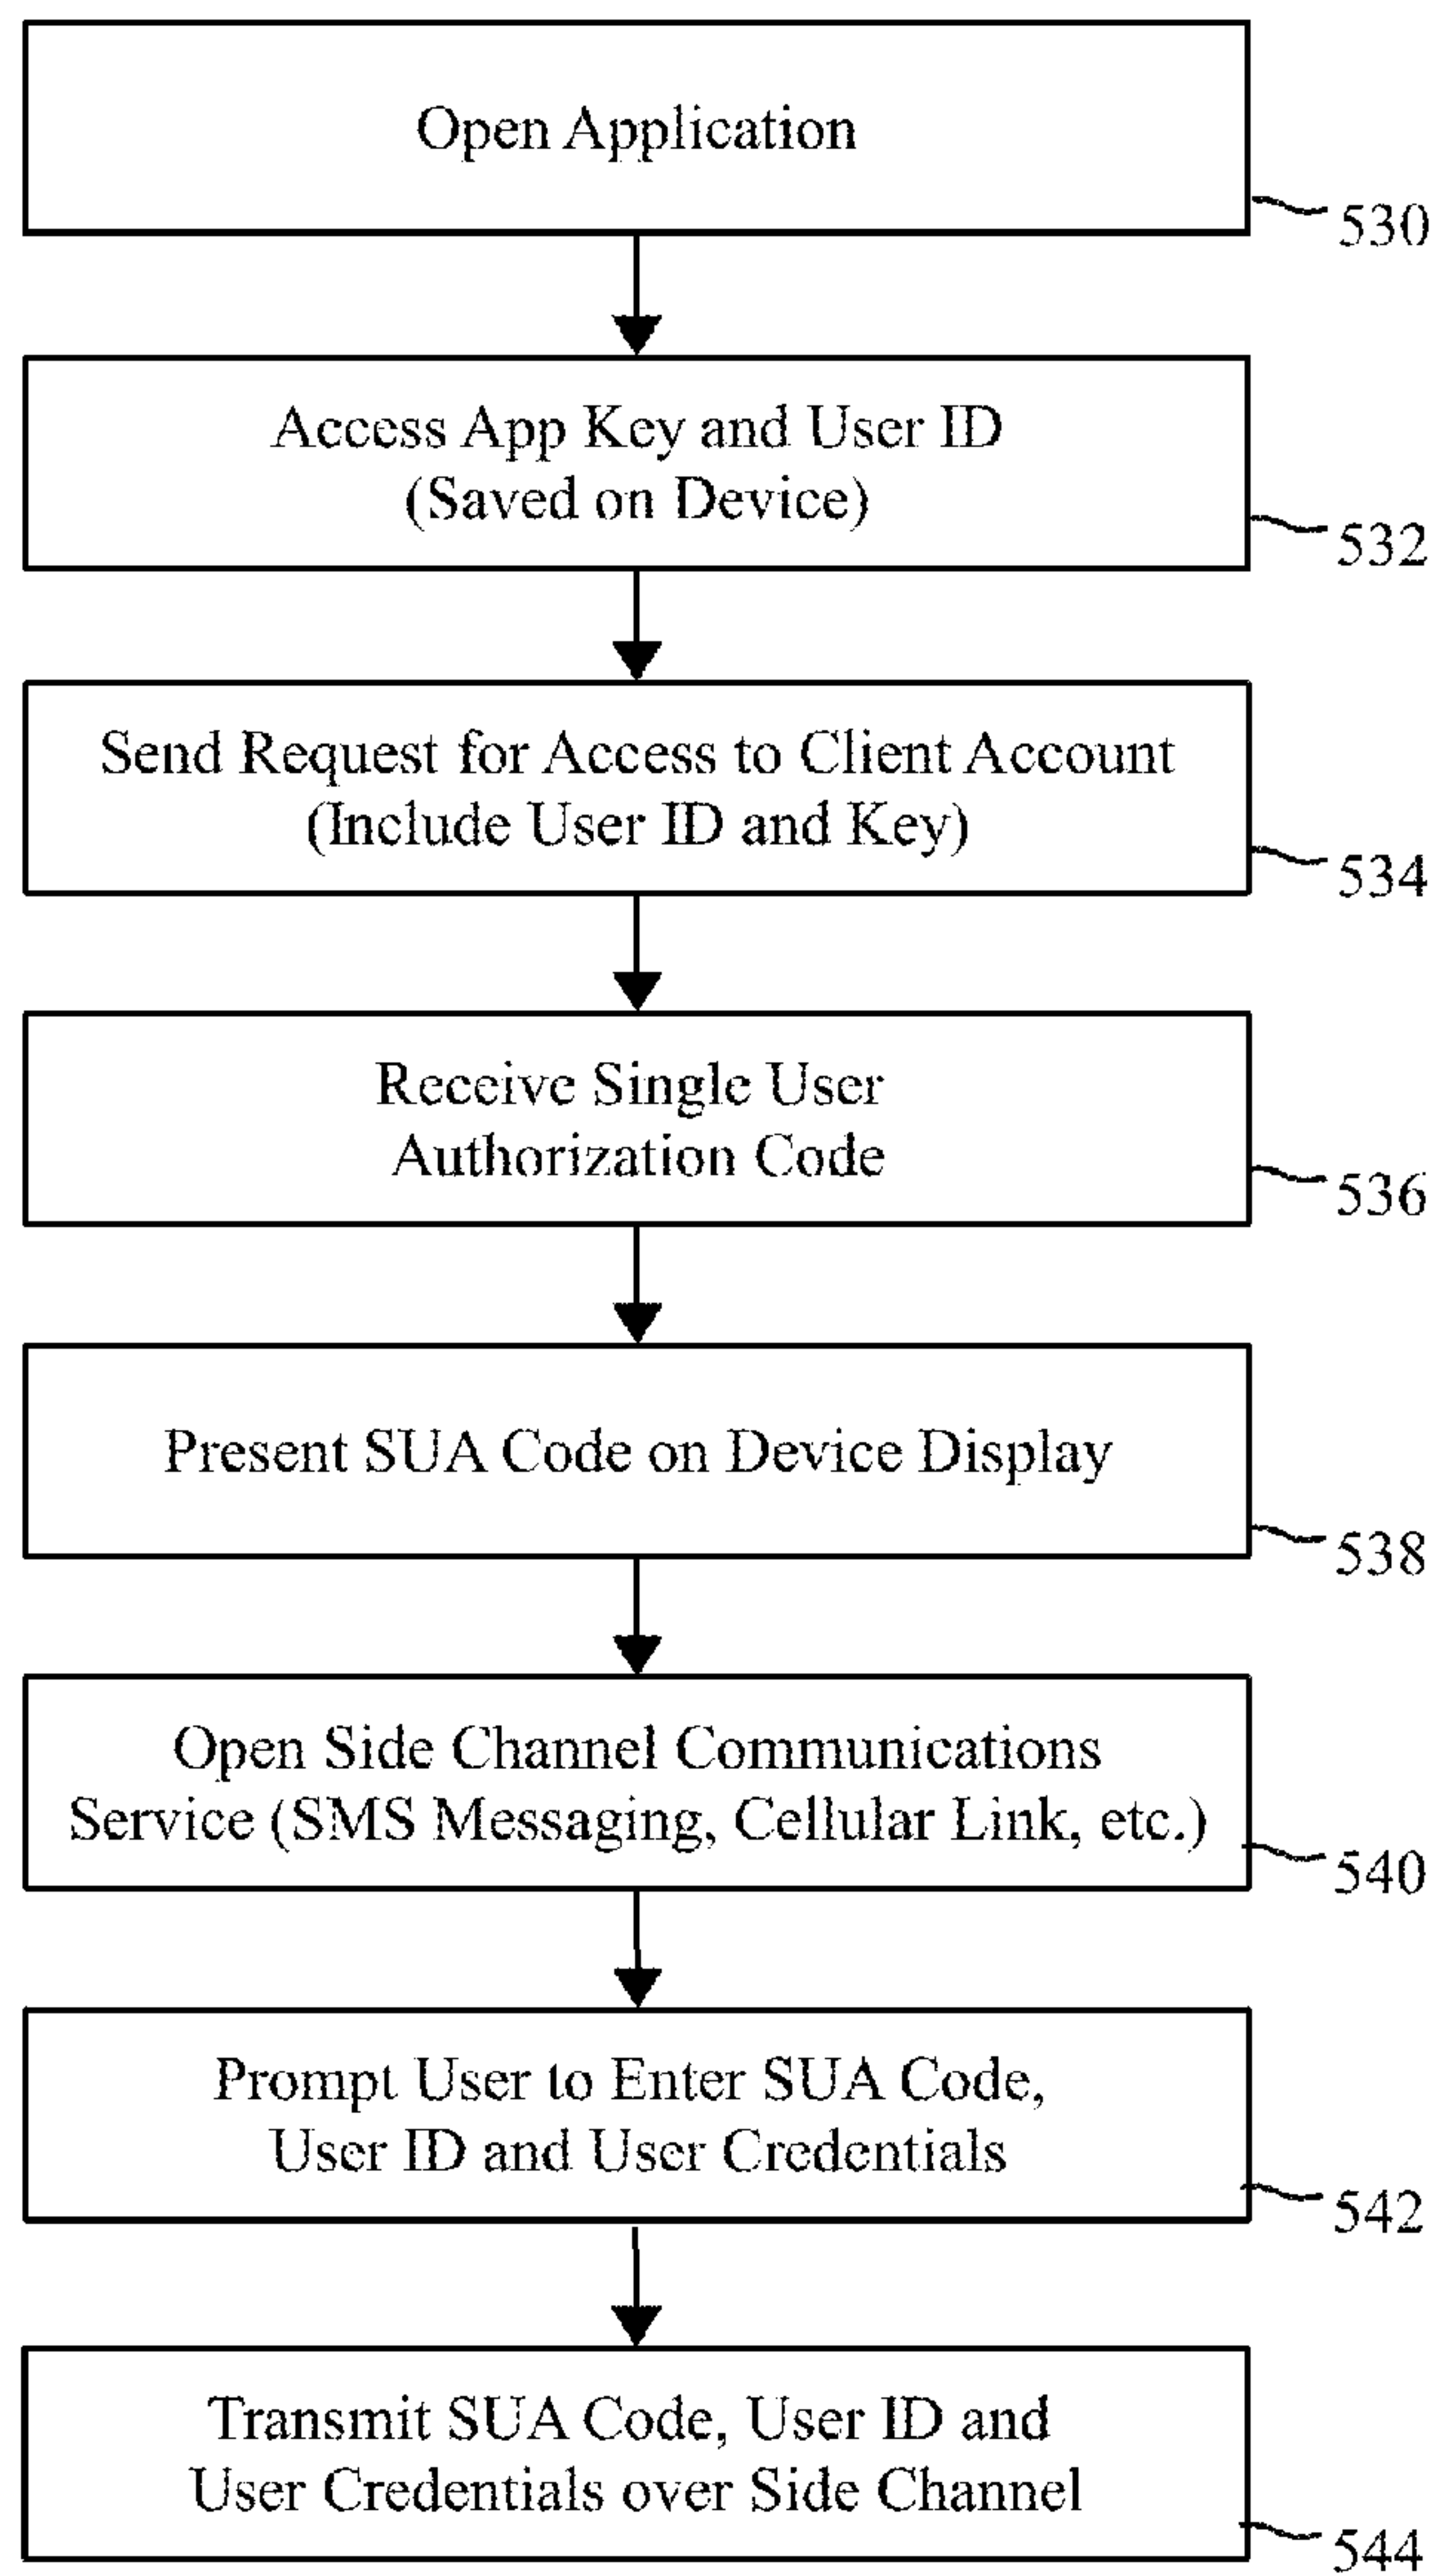 Open Application
530
Access App Key and User ID
(Saved on Device)
532
Send Request for Access to Client Account
(Include User ID and Key)
534
Receive Single User
Authorization Code
536
Present SUA Code on Device Display
538
Open Side Channel Communications
Service (SMS Messaging, Cellular Link, etc.)
540
Prompt User to Enter SUA Code,
User ID and User Credentials
542
Transmit SUA Code, User ID and
User Credentials over Side Channel
544